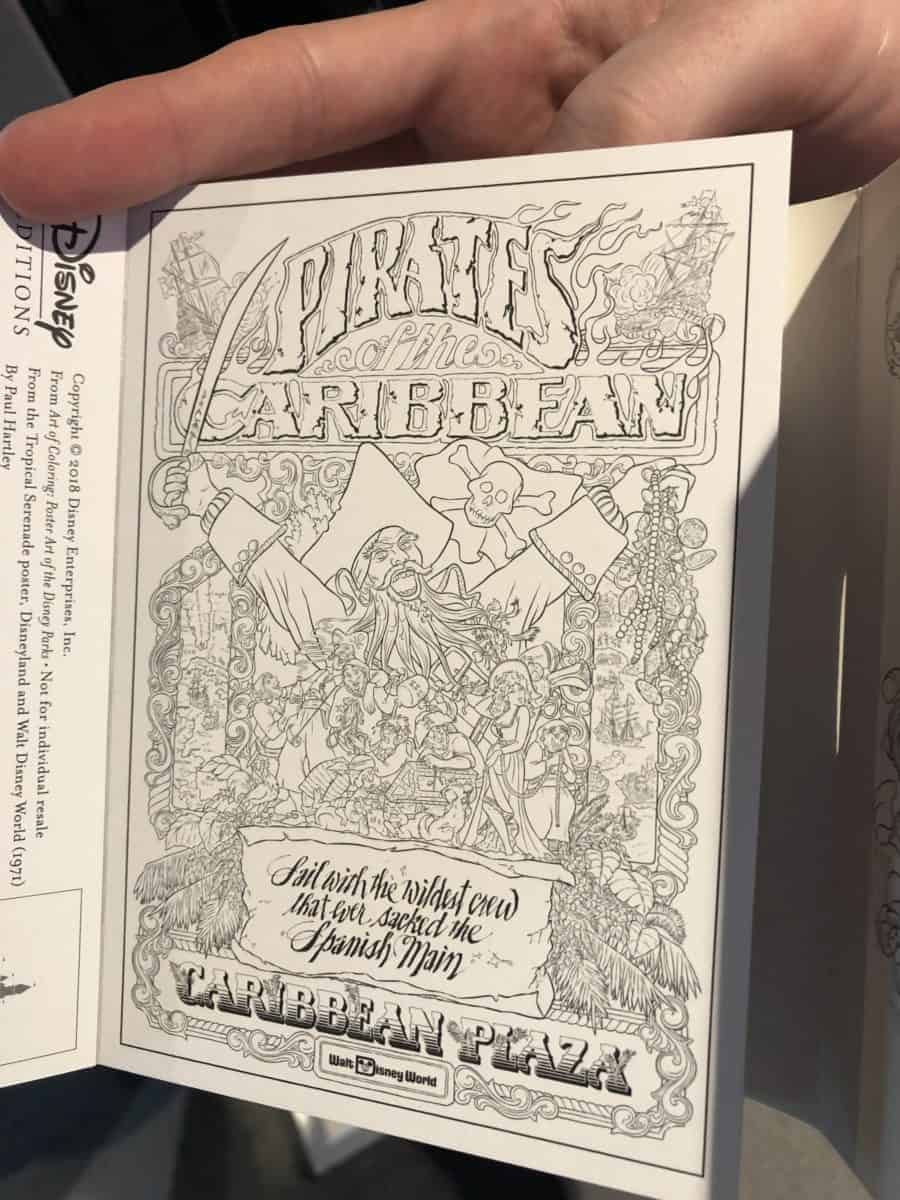 PIRATES
of the
CARIBBEAN
Sail with the wildest crew
that ever sacked the
Spanish Main
CARIBBEAN PLAZA
Walt Disney World
Disney
DITIONS
Copyright © 2018 Disney Enterprises, Inc.
From Art of Coloring: Poster Art of the Disney Parks • Not for individual resale
From the Tropical Serenade poster, Disneyland and Walt Disney World (1971)
By Paul Hartley